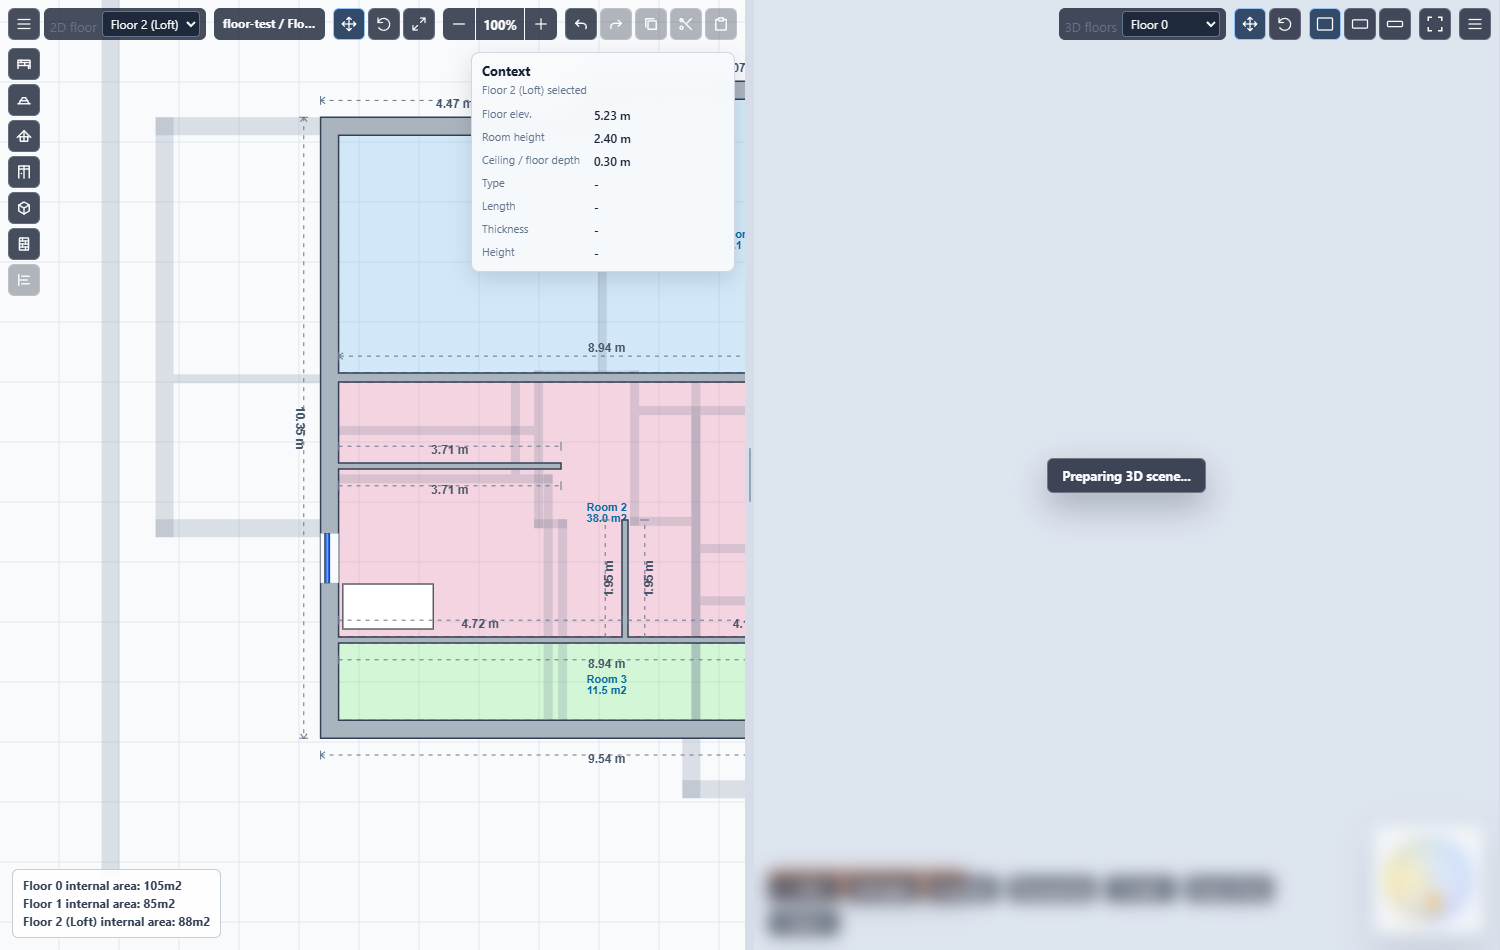 2D floor
Floor 2 (Loft)
floor-test / Flo...
100%
3D floors
Floor 0
Context
Floor 2 (Loft) selected
Floor elev.
5.23 m
Room height
2.40 m
Ceiling / floor depth
0.30 m
Type
-
Length
-
Thickness
-
Height
-
07
4.47 m
8.94 m
10.35 m
3.71 m
3.71 m
Room 2
38.0 m2
1.95 m
1.95 m
4.72 m
8.94 m
Room 3
11.5 m2
9.54 m
Preparing 3D scene...
Floor 0 internal area: 105m2
Floor 1 internal area: 85m2
Floor 2 (Loft) internal area: 88m2